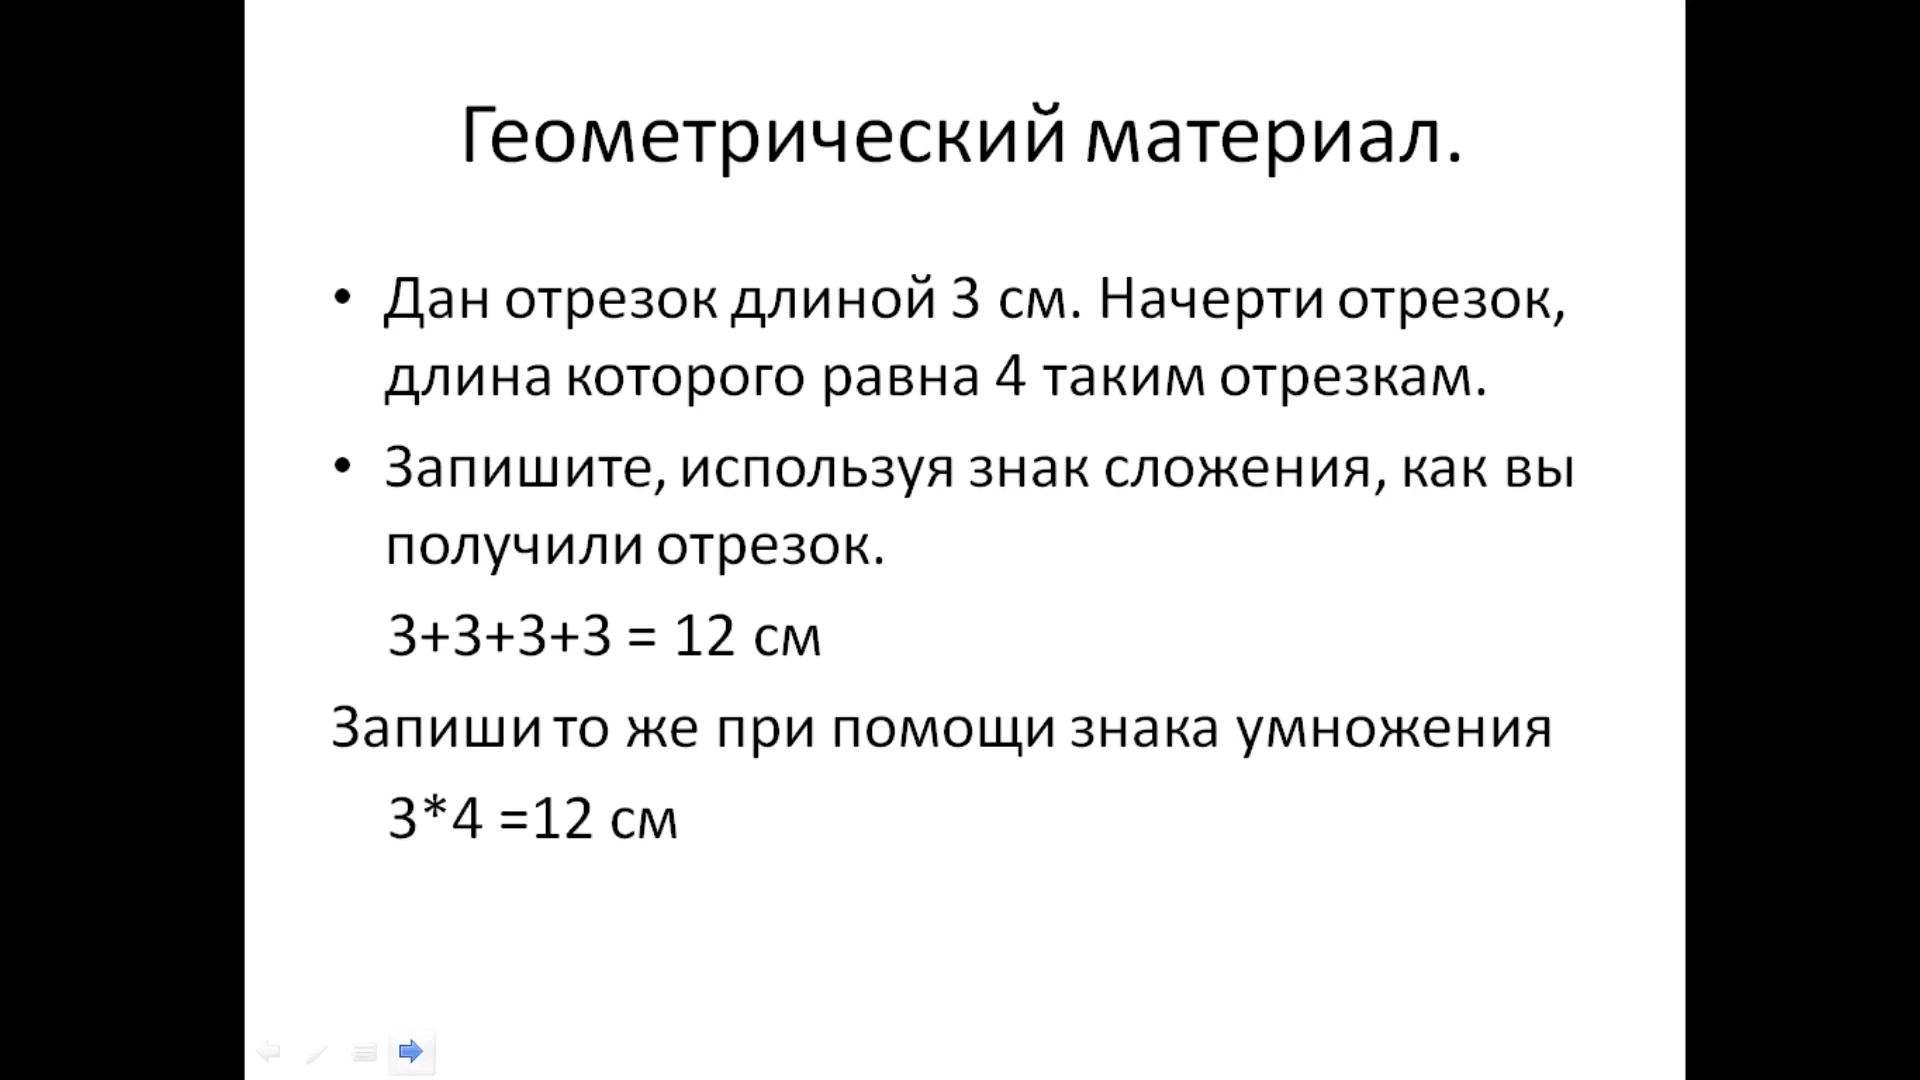 Геометрический материал.
• Дан отрезок длиной 3 см. Начерти отрезок,
длина которого равна 4 таким отрезкам.
• Запишите, используя знак сложения, как вы
получили отрезок.
3+3+3+3 = 12 см
Запиши то же при помощи знака умножения
3*4 =12 см